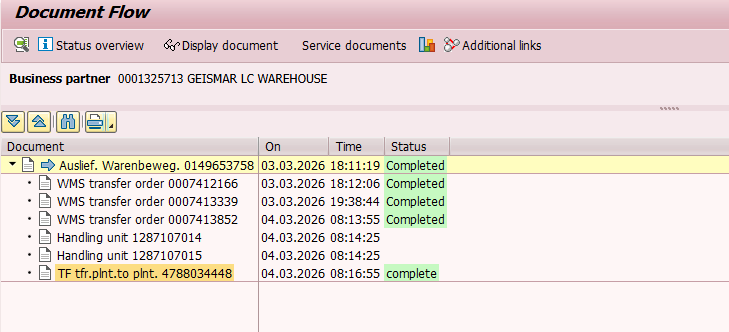 Document Flow
Status overview Display document Service documents Additional links
Business partner 0001325713 GEISMAR LC WAREHOUSE
Document On Time Status
Auslief. Warenbeweg. 0149653758 03.03.2026 18:11:19 Completed
WMS transfer order 0007412166 03.03.2026 18:12:06 Completed
WMS transfer order 0007413339 03.03.2026 19:38:44 Completed
WMS transfer order 0007413852 04.03.2026 08:13:55 Completed
Handling unit 1287107014 04.03.2026 08:14:25
Handling unit 1287107015 04.03.2026 08:14:25
TF tfr.plnt.to plnt. 4788034448 04.03.2026 08:16:55 complete